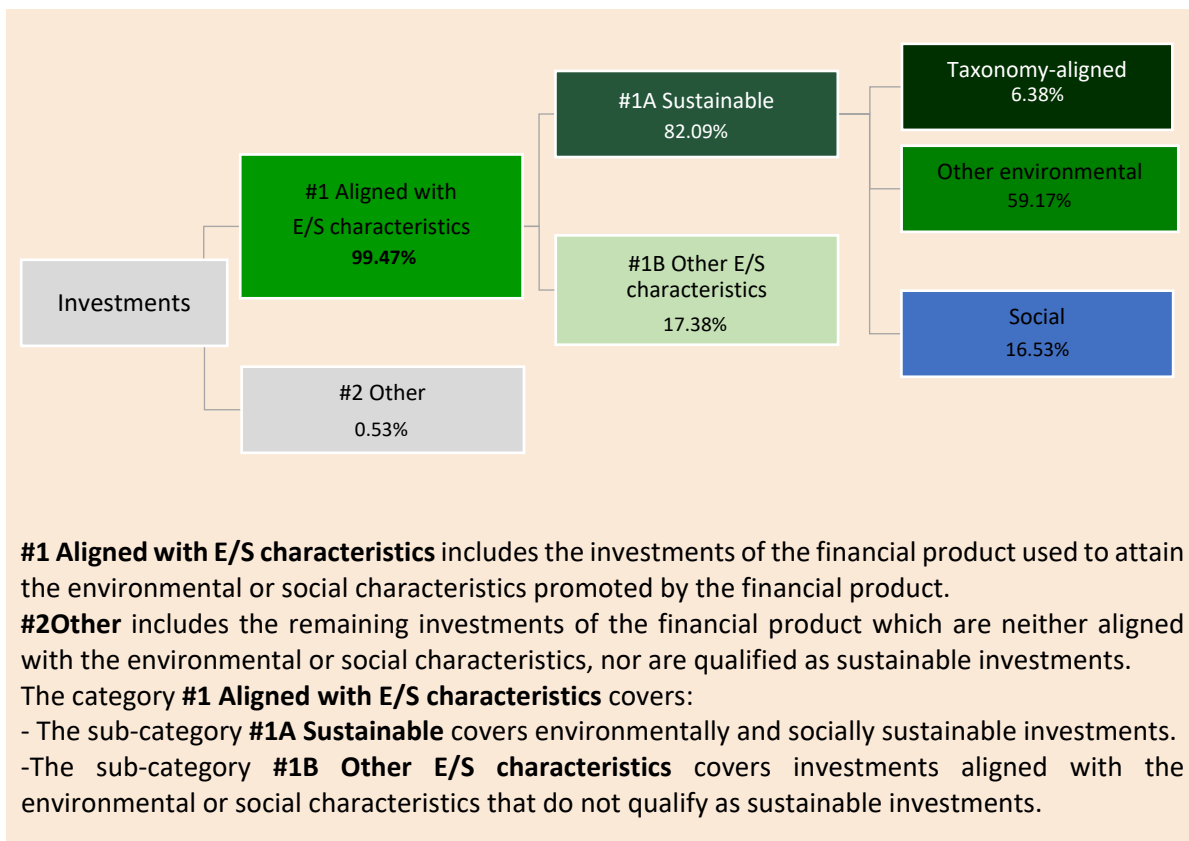 Investments
#1 Aligned with
E/S characteristics
99.47%
#2 Other
0.53%
#1A Sustainable
82.09%
#1B Other E/S
characteristics
17.38%
Taxonomy-aligned
6.38%
Other environmental
59.17%
Social
16.53%
#1 Aligned with E/S characteristics includes the investments of the financial product used to attain
the environmental or social characteristics promoted by the financial product.
#2Other includes the remaining investments of the financial product which are neither aligned
with the environmental or social characteristics, nor are qualified as sustainable investments.
The category #1 Aligned with E/S characteristics covers:
- The sub-category #1A Sustainable covers environmentally and socially sustainable investments.
-The sub-category #1B Other E/S characteristics covers investments aligned with the
environmental or social characteristics that do not qualify as sustainable investments.